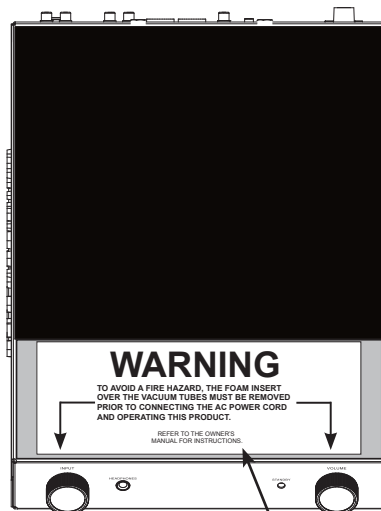 WARNING
TO AVOID A FIRE HAZARD, THE FOAM INSERT
OVER THE VACUUM TUBES MUST BE REMOVED
PRIOR TO CONNECTING THE AC POWER CORD
AND OPERATING THIS PRODUCT.
REFER TO THE OWNER'S
MANUAL FOR INSTRUCTIONS.
INPUT
HEADPHONES
STANDBY
VOLUME